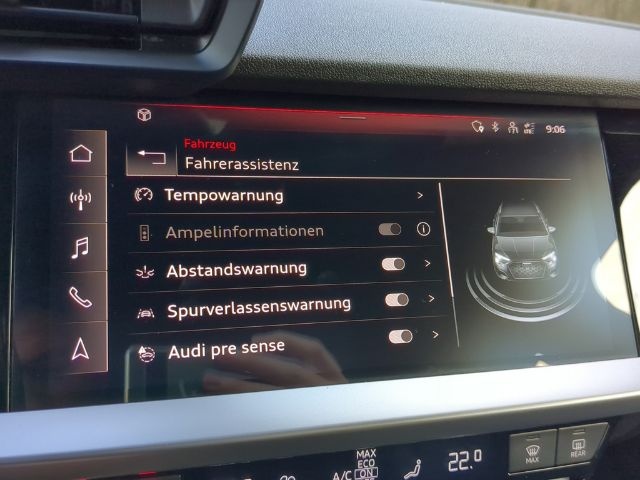 9:06
Fahrzeug
Fahrerassistenz
Tempowarnung
Ampelinformationen
Abstandswarnung
Spurverlassenswarnung
Audi pre sense
MAX
ECO
A/C ON
22.0
MAX
REAR